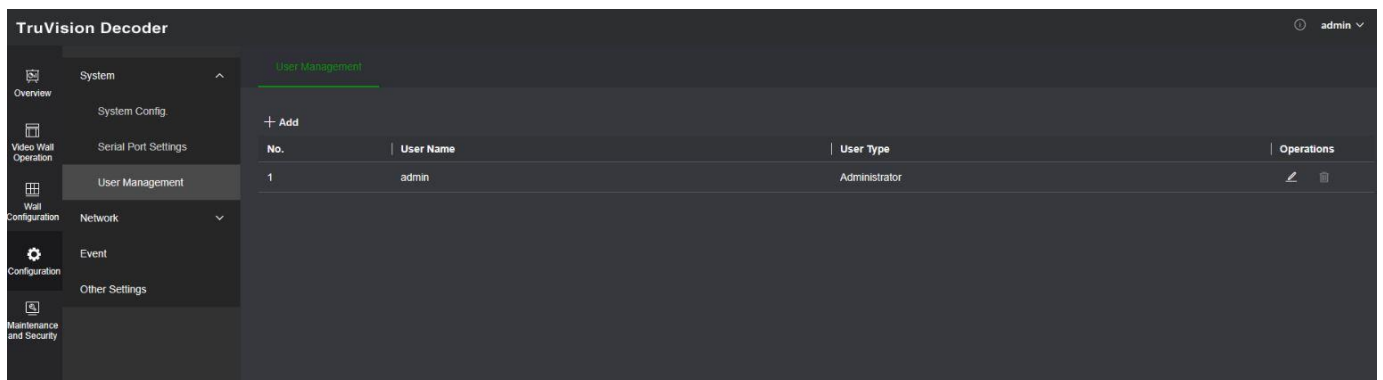 TruVision Decoder
admin
Overview
Video Wall
Operation
Wall
Configuration
Configuration
Maintenance
and Security
System
System Config.
Serial Port Settings
User Management
Network
Event
Other Settings
User Management
+ Add
No. User Name User Type Operations
1 admin Administrator